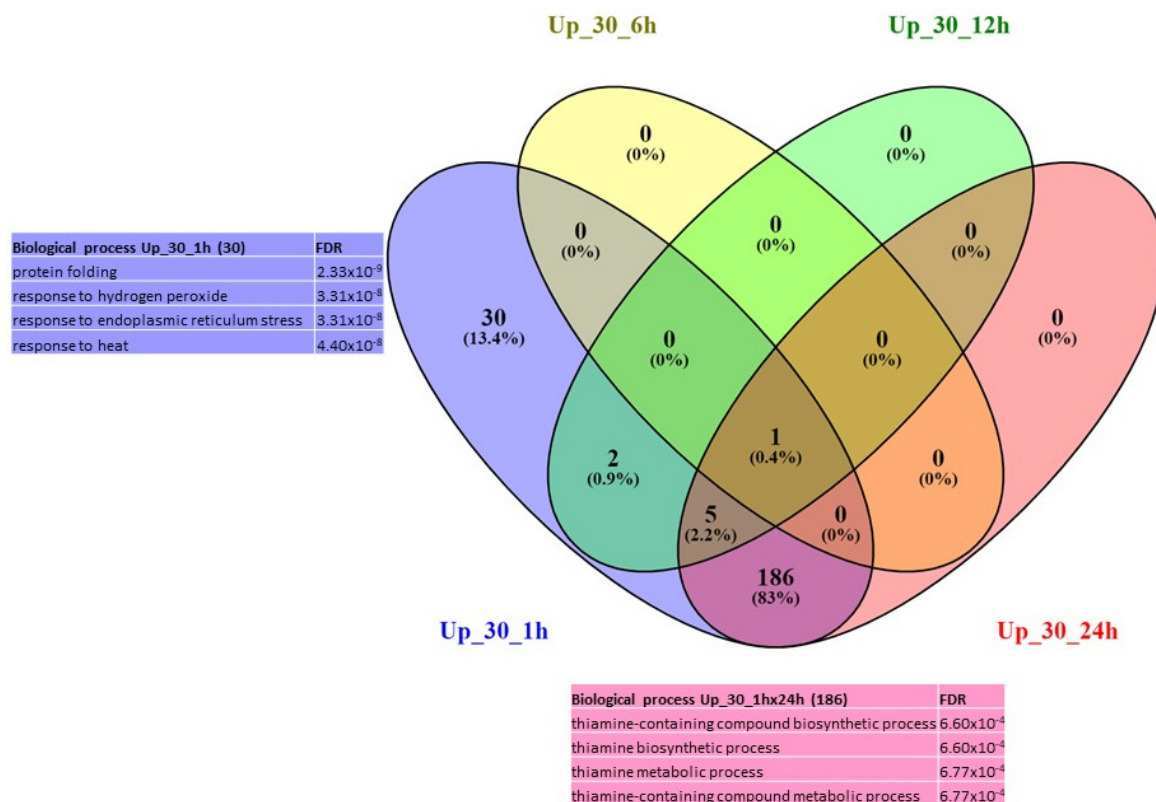 Up_30_6h
Up_30_12h
0
(0%)
0
(0%)
0
(0%)
0
(0%)
0
(0%)
Biological process Up_30_1h (30) FDR
protein folding 2.33x10⁻⁹
response to hydrogen peroxide 3.31x10⁻⁸
response to endoplasmic reticulum stress 3.31x10⁻⁸
response to heat 4.40x10⁻⁸
30
(13.4%)
0
(0%)
0
(0%)
0
(0%)
2
(0.9%)
1
(0.4%)
0
(0%)
5
(2.2%)
0
(0%)
186
(83%)
Up_30_1h
Up_30_24h
Biological process Up_30_1hx24h (186) FDR
thiamine-containing compound biosynthetic process 6.60x10⁻⁴
thiamine biosynthetic process 6.60x10⁻⁴
thiamine metabolic process 6.77x10⁻⁴
thiamine-containing compound metabolic process 6.77x10⁻⁴